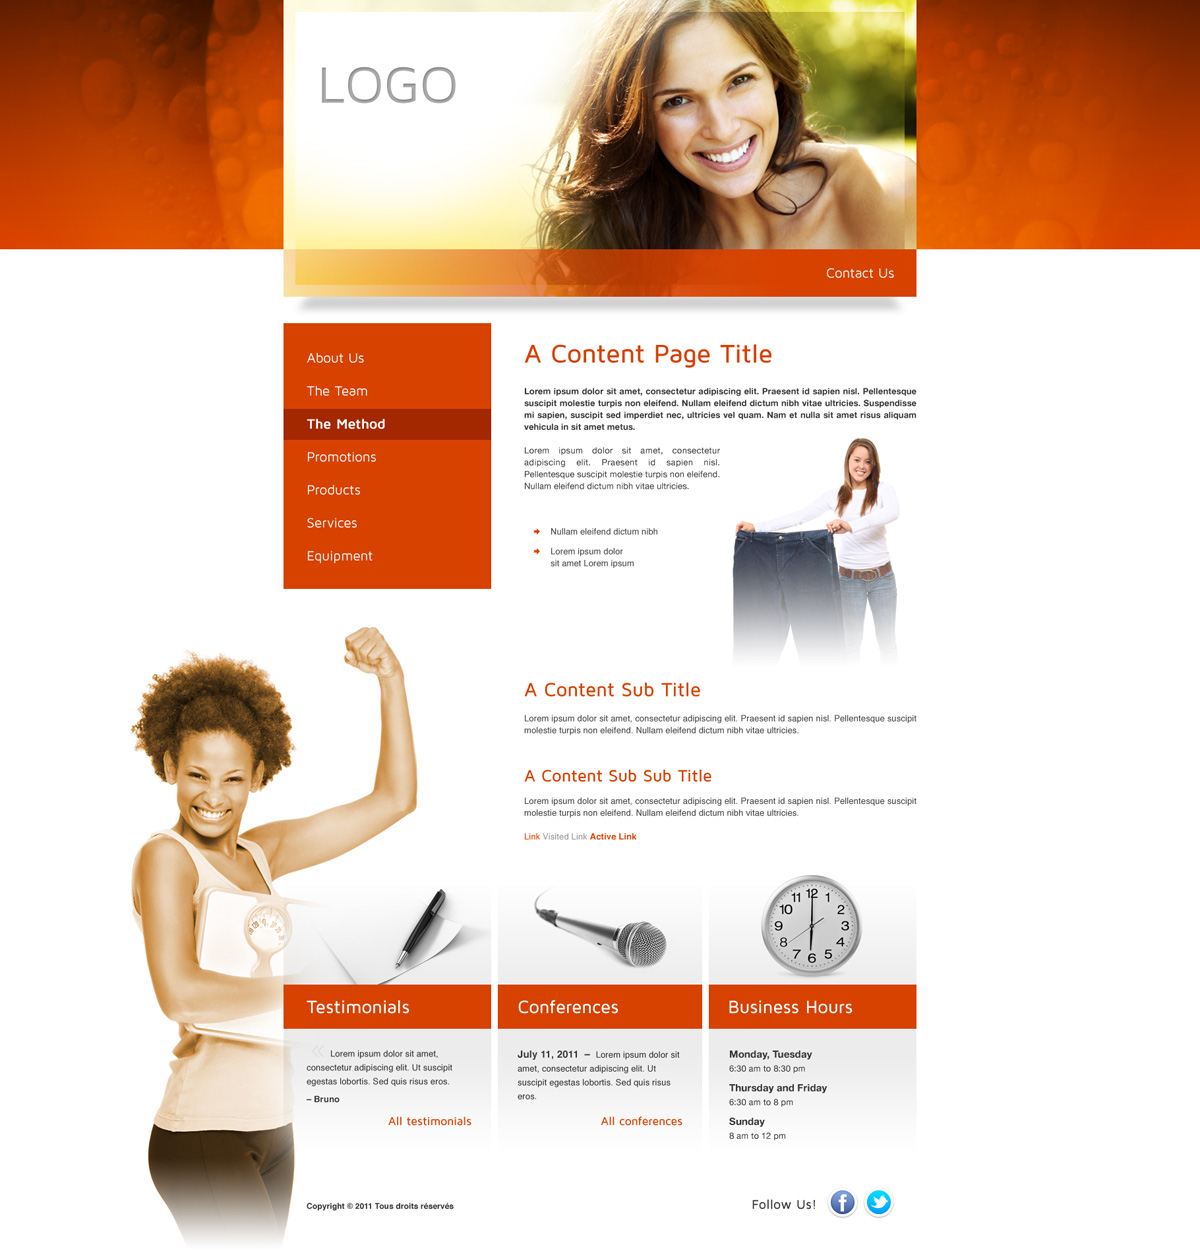 LOGO
Contact Us
About Us
The Team
The Method
Promotions
Products
Services
Equipment
A Content Page Title
Lorem ipsum dolor sit amet, consectetur adipiscing elit. Praesent id sapien nisl. Pellentesque
suscipit molestie turpis non eleifend. Nullam eleifend dictum nibh vitae ultricies. Suspendisse
mi sapien, suscipit sed imperdiet nec, ultricies vel quam. Nam et nulla sit amet risus aliquam
vehicula in sit amet metus.
Lorem ipsum dolor sit amet, consectetur
adipiscing elit. Praesent id sapien nisl.
Pellentesque suscipit molestie turpis non eleifend.
Nullam eleifend dictum nibh vitae ultricies.
Nullam eleifend dictum nibh
Lorem ipsum dolor
sit amet Lorem ipsum
A Content Sub Title
Lorem ipsum dolor sit amet, consectetur adipiscing elit. Praesent id sapien nisl. Pellentesque suscipit
molestie turpis non eleifend. Nullam eleifend dictum nibh vitae ultricies.
A Content Sub Sub Title
Lorem ipsum dolor sit amet, consectetur adipiscing elit. Praesent id sapien nisl. Pellentesque suscipit
molestie turpis non eleifend. Nullam eleifend dictum nibh vitae ultricies.
Link Visited Link Active Link
12
1
2
3
4
5
6
7
8
9
10
11
Testimonials
« Lorem ipsum dolor sit amet,
consectetur adipiscing elit. Ut suscipit
egestas lobortis. Sed quis risus eros.
– Bruno
All testimonials
Conferences
July 11, 2011 – Lorem ipsum dolor sit
amet, consectetur adipiscing elit. Ut
suscipit egestas lobortis. Sed quis risus
eros.
All conferences
Business Hours
Monday, Tuesday
6:30 am to 8:30 pm
Thursday and Friday
6:30 am to 8 pm
Sunday
8 am to 12 pm
Copyright © 2011 Tous droits réservés
Follow Us!
f